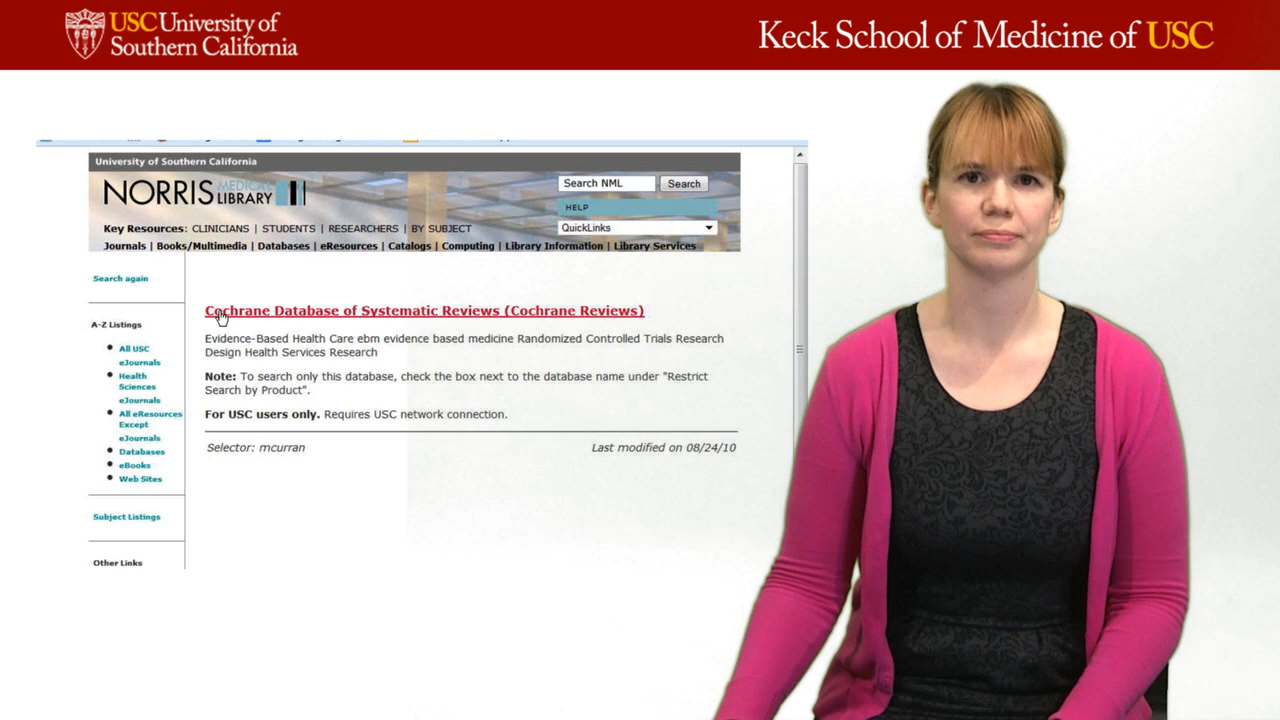 USC University of
Southern California
Keck School of Medicine of USC
University of Southern California
NORRIS MEDICAL
LIBRARY
Search NML
Search
HELP
QuickLinks
Key Resources: CLINICIANS | STUDENTS | RESEARCHERS | BY SUBJECT
Journals | Books/Multimedia | Databases | eResources | Catalogs | Computing | Library Information | Library Services
Search again
A-Z Listings
All USC
eJournals
Health
Sciences
eJournals
All eResources
Except
eJournals
Databases
eBooks
Web Sites
Subject Listings
Other Links
Cochrane Database of Systematic Reviews (Cochrane Reviews)
Evidence-Based Health Care ebm evidence based medicine Randomized Controlled Trials Research
Design Health Services Research
Note: To search only this database, check the box next to the database name under "Restrict
Search by Product".
For USC users only. Requires USC network connection.
Selector: mcurran
Last modified on 08/24/10